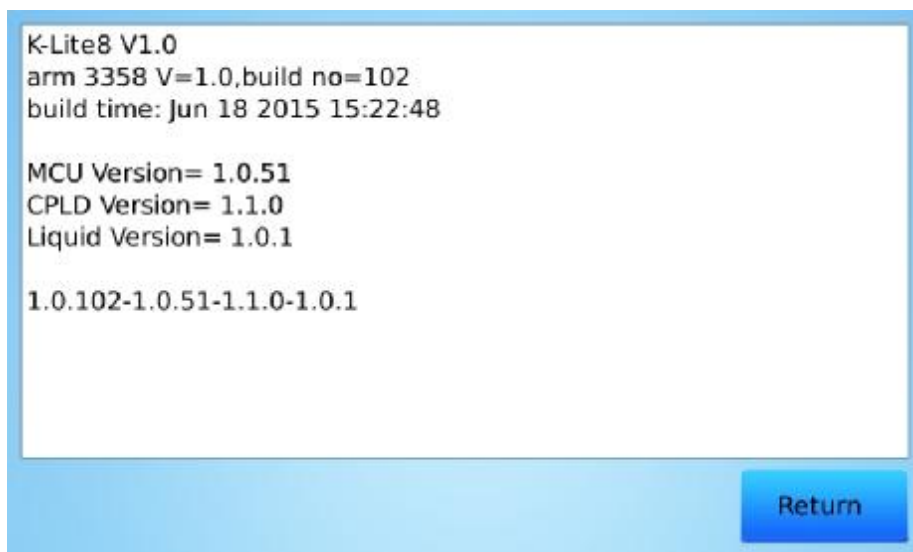 K-Lite8 V1.0
arm 3358 V=1.0,build no=102
build time: Jun 18 2015 15:22:48
MCU Version= 1.0.51
CPLD Version= 1.1.0
Liquid Version= 1.0.1
1.0.102-1.0.51-1.1.0-1.0.1
Return